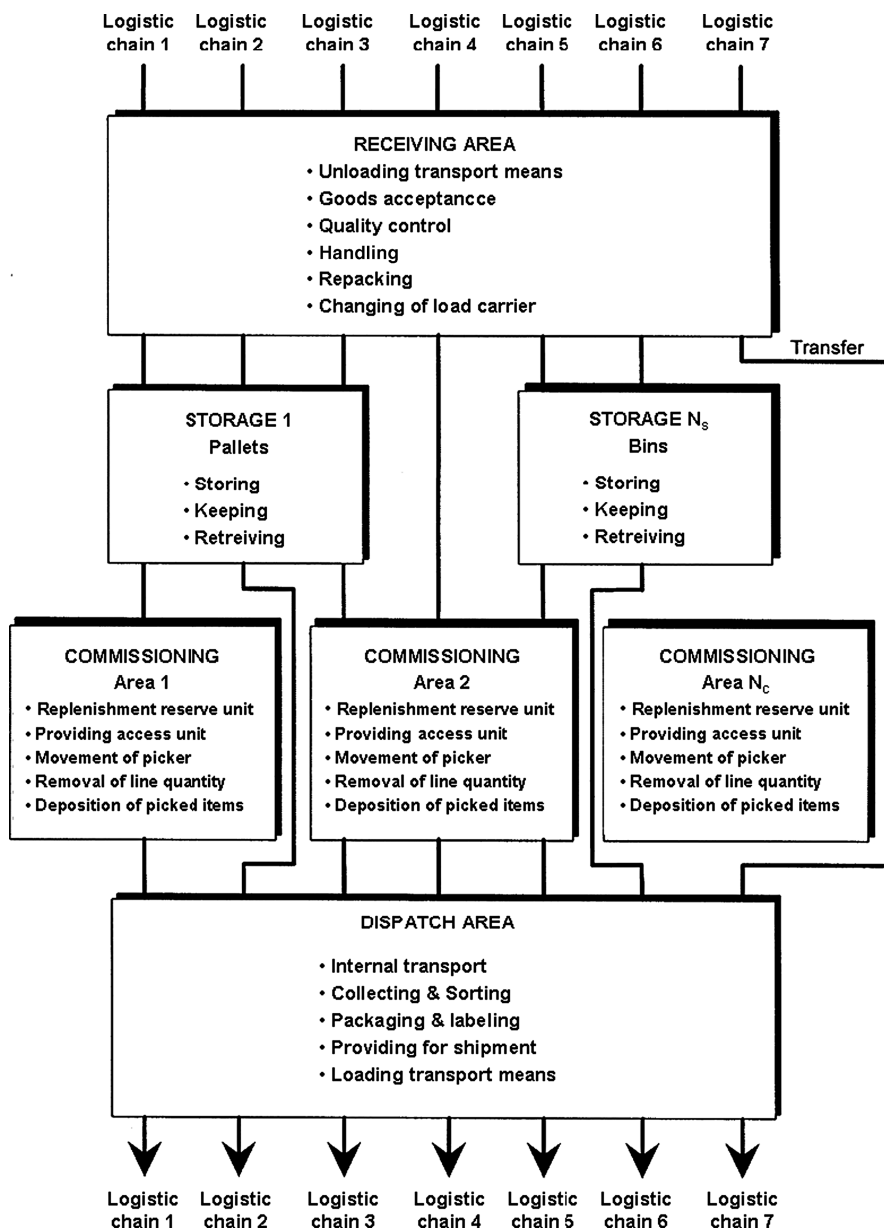 Logistic Logistic Logistic Logistic Logistic Logistic Logistic
chain 1 chain 2 chain 3 chain 4 chain 5 chain 6 chain 7
RECEIVING AREA
• Unloading transport means
• Goods acceptancce
• Quality control
• Handling
• Repacking
• Changing of load carrier
Transfer
STORAGE 1
Pallets
• Storing
• Keeping
• Retreiving
STORAGE Ns
Bins
• Storing
• Keeping
• Retreiving
COMMISSIONING
Area 1
• Replenishment reserve unit
• Providing access unit
• Movement of picker
• Removal of line quantity
• Deposition of picked items
COMMISSIONING
Area 2
• Replenishment reserve unit
• Providing access unit
• Movement of picker
• Removal of line quantity
• Deposition of picked items
COMMISSIONING
Area Nc
• Replenishment reserve unit
• Providing access unit
• Movement of picker
• Removal of line quantity
• Deposition of picked items
DISPATCH AREA
• Internal transport
• Collecting & Sorting
• Packaging & labeling
• Providing for shipment
• Loading transport means
Logistic Logistic Logistic Logistic Logistic Logistic Logistic
chain 1 chain 2 chain 3 chain 4 chain 5 chain 6 chain 7